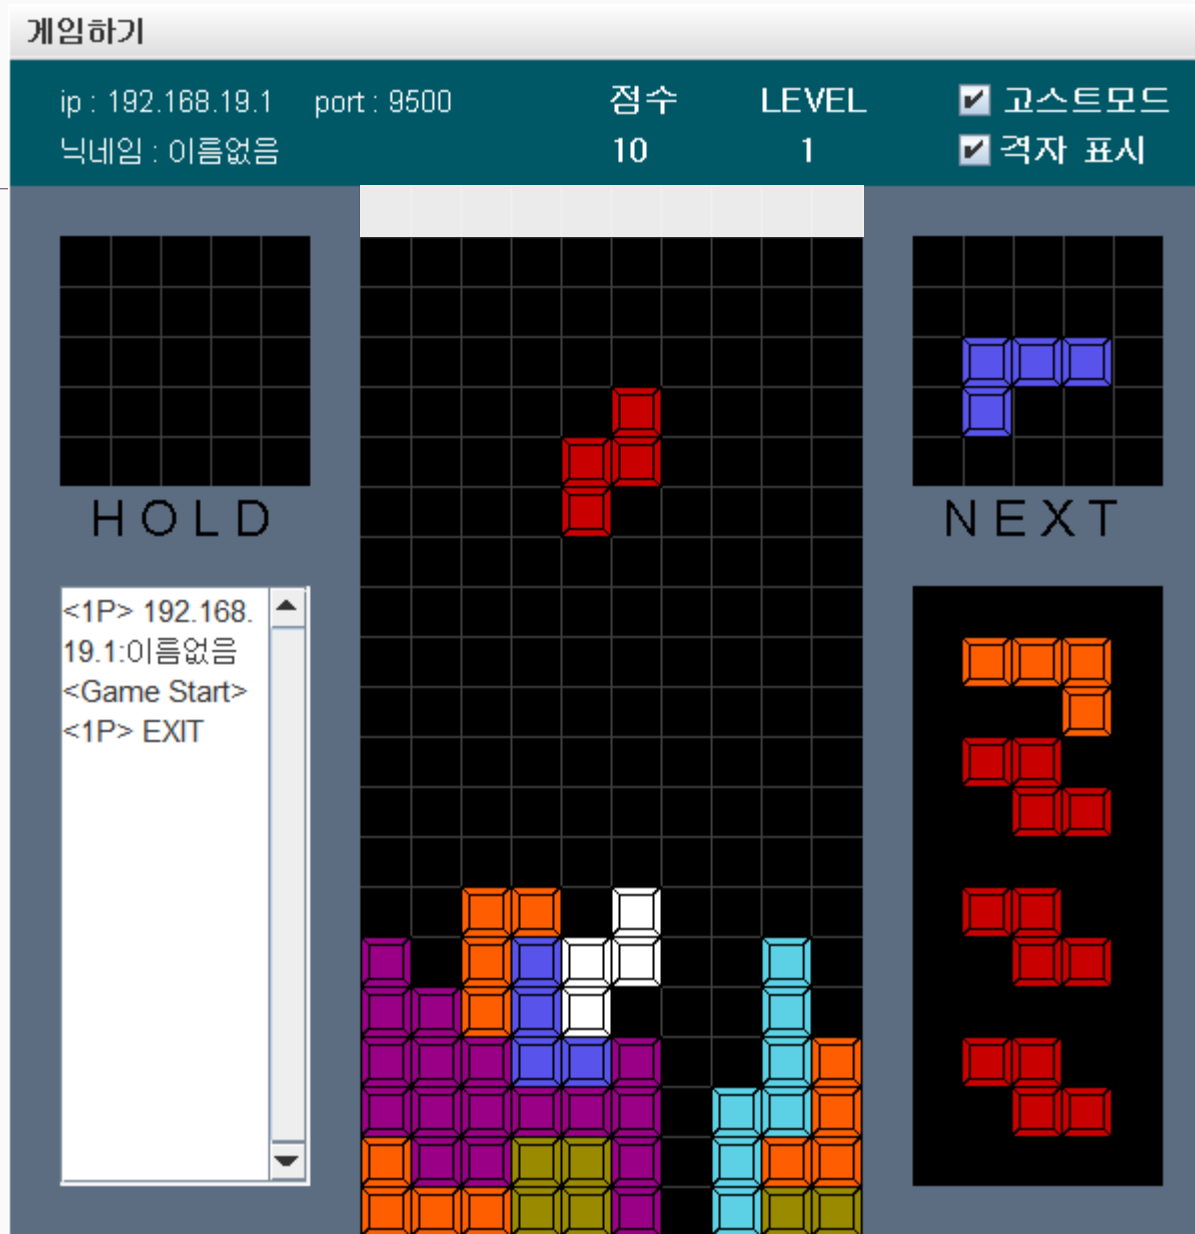 게임하기
ip : 192.168.19.1 port : 9500 점수 LEVEL 고스트모드
닉네임 : 이름없음 10 1 격자 표시
HOLD
NEXT
<1P> 192.168.
19.1:이름없음
<Game Start>
<1P> EXIT